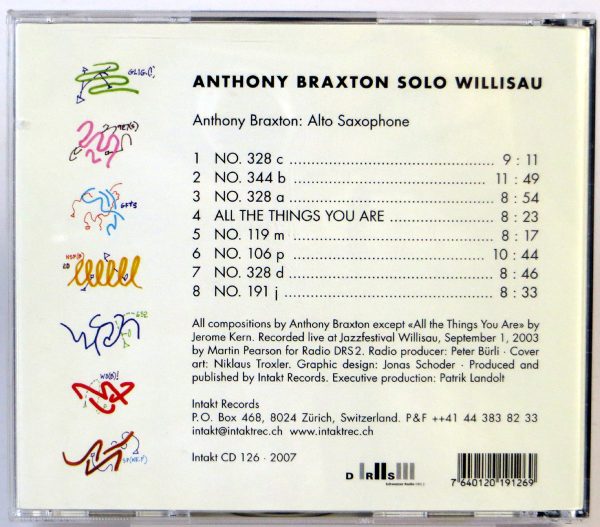 ANTHONY BRAXTON SOLO WILLISAU
Anthony Braxton: Alto Saxophone
1 NO. 328 c 9 : 11
2 NO. 344 b 11 : 49
3 NO. 328 a 8 : 54
4 ALL THE THINGS YOU ARE 8 : 23
5 NO. 119 m 8 : 17
6 NO. 106 p 10 : 44
7 NO. 328 d 8 : 46
8 NO. 191 j 8 : 33
All compositions by Anthony Braxton except «All the Things You Are» by
Jerome Kern. Recorded live at Jazzfestival Willisau, September 1, 2003
by Martin Pearson for Radio DRS2. Radio producer: Peter Bürli · Cover
art: Niklaus Troxler. Graphic design: Jonas Schoder · Produced and
published by Intakt Records. Executive production: Patrik Landolt
Intakt Records
P.O. Box 468, 8024 Zürich, Switzerland. P&F ++41 44 383 82 33
intakt@intaktrec.ch www.intaktrec.ch
Intakt CD 126 · 2007
D R S
Schweizer Radio DRS 2
7 640120 191269